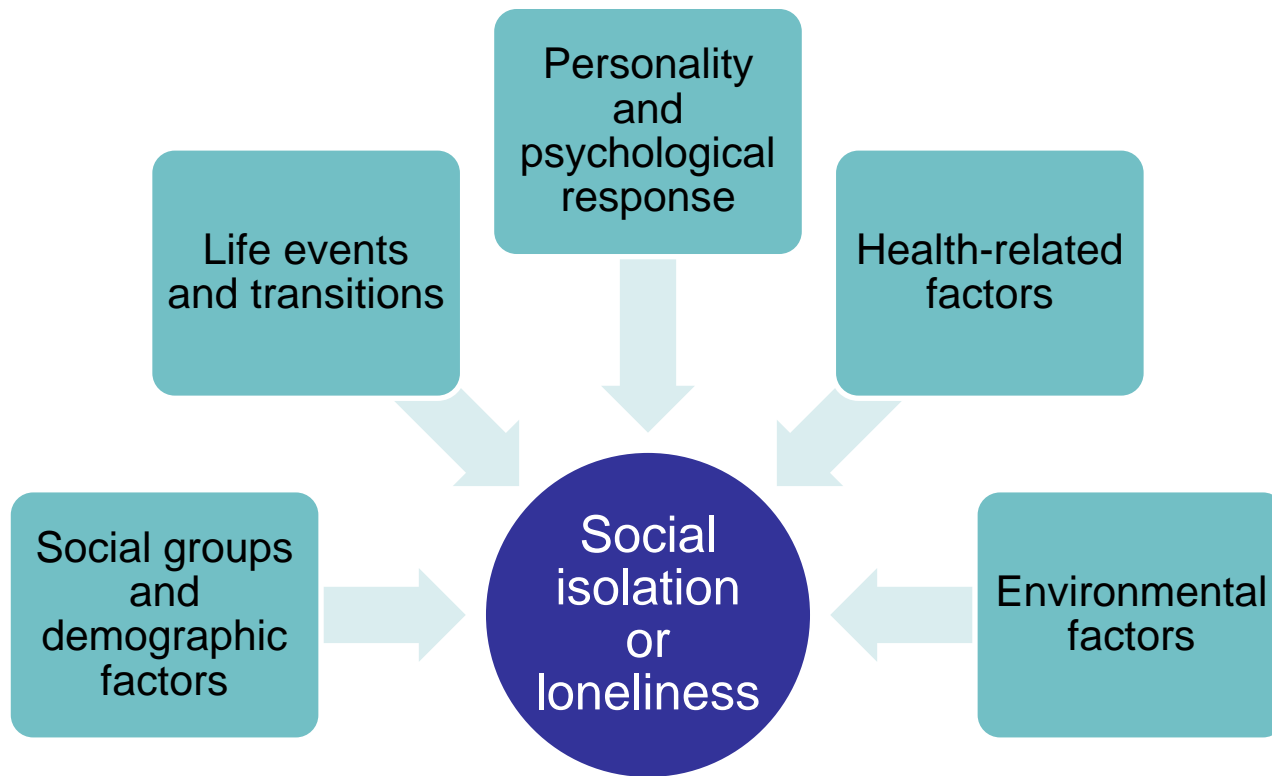 Social groups
and
demographic
factors
Life events
and transitions
Personality
and
psychological
response
Health-related
factors
Environmental
factors
Social
isolation
or
loneliness